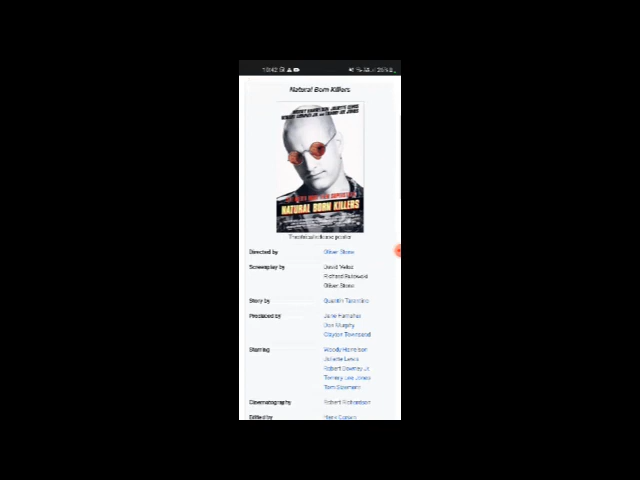 Natural Born Killers
NATURAL BORN KILLERS
Theatrical release poster
Directed by
Oliver Stone
Screenplay by
David Veloz
Richard Rutowski
Oliver Stone
Story by
Quentin Tarantino
Produced by
Jane Hamsher
Don Murphy
Clayton Townsend
Starring
Woody Harrelson
Juliette Lewis
Robert Downey Jr.
Tommy Lee Jones
Tom Sizemore
Cinematography
Robert Richardson
Edited by